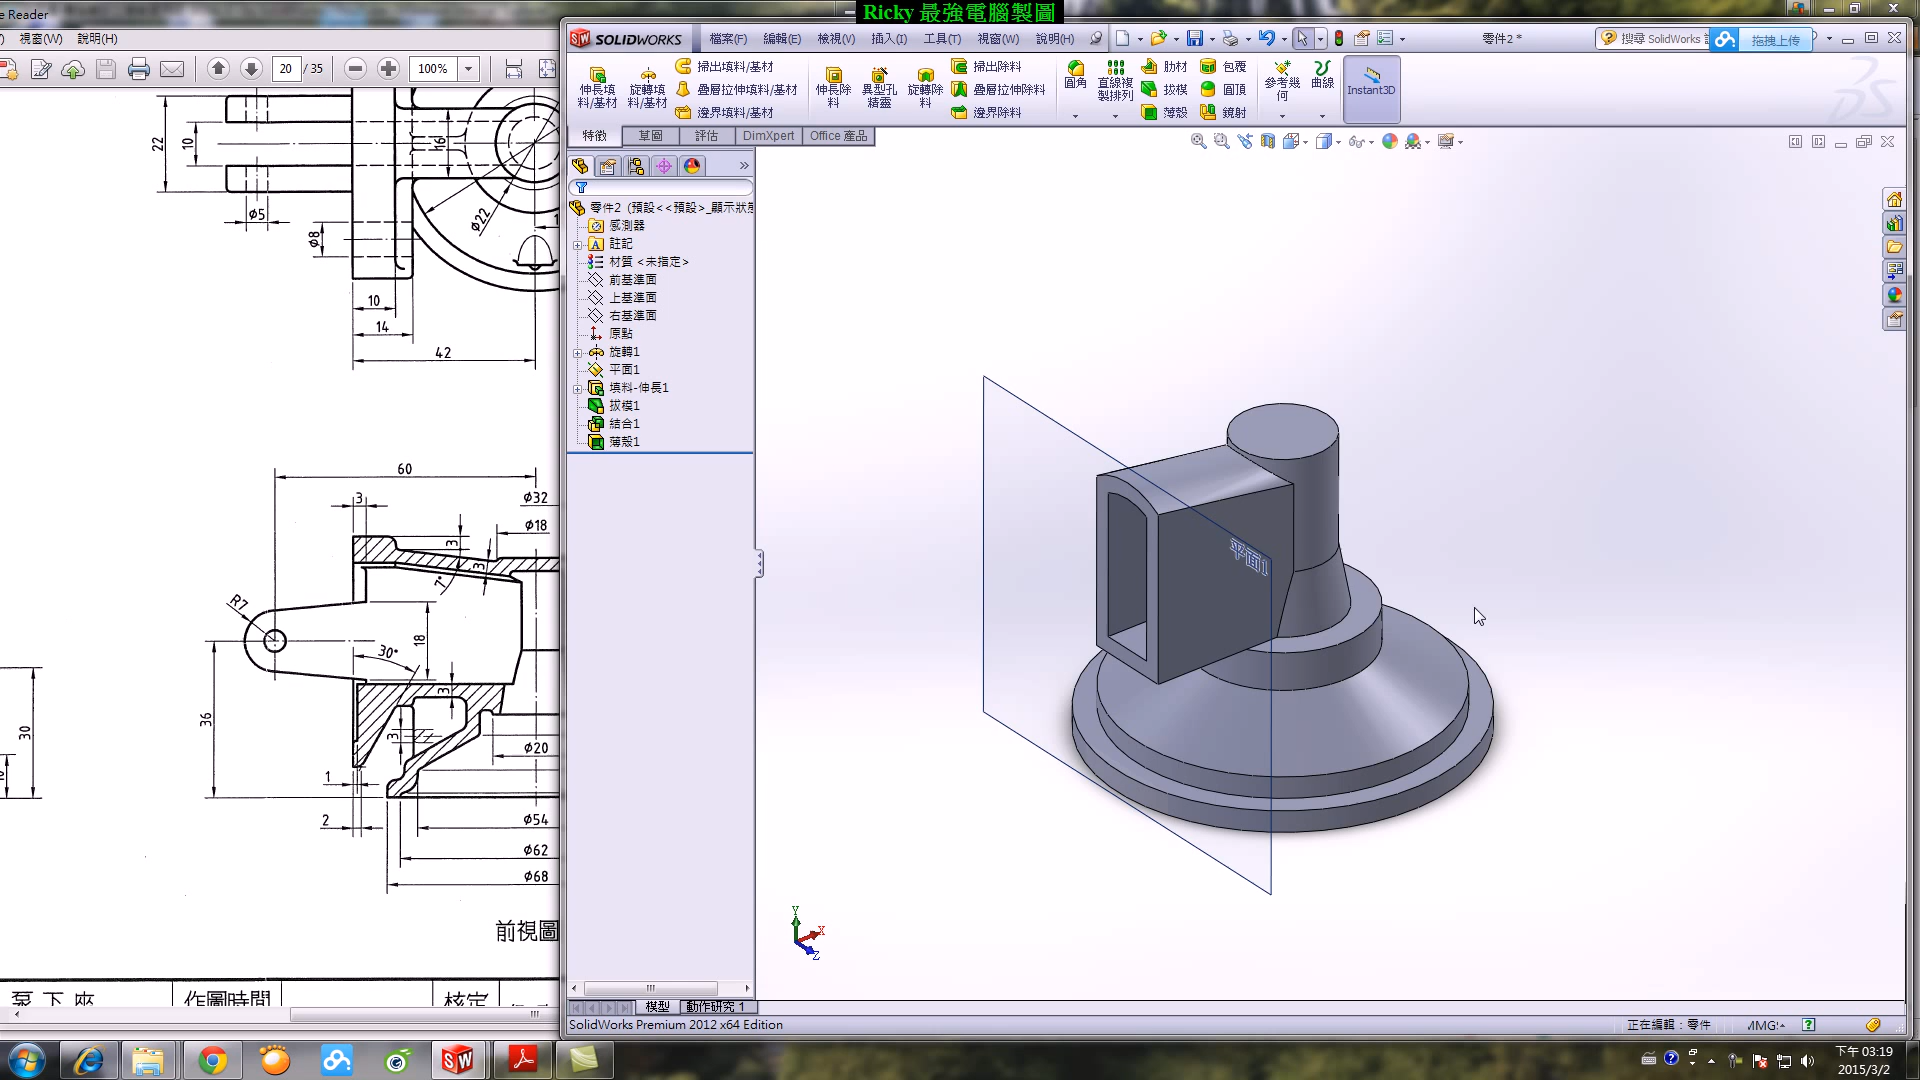 Ricky 最強電腦製圖
e Reader
視窗(W) 說明(H)
20 / 35
100%
SOLIDWORKS
檔案(F) 編輯(E) 檢視(V) 插入(I) 工具(T) 視窗(W) 說明(H)
零件2 *
搜尋 SolidWorks
拖拽上传
伸長填料/基材
旋轉填料/基材
掃出填料/基材
疊層拉伸填料/基材
邊界填料/基材
伸長除料
異型孔精靈
旋轉除料
掃出除料
疊層拉伸除料
邊界除料
圓角
直線複製排列
肋材
拔模
薄殼
包覆
圓頂
鏡射
參考幾何
曲線
Instant3D
特徵 草圖 評估 DimXpert Office 產品
零件2 (預設<<預設>_顯示狀態
感測器
註記
材質 <未指定>
前基準面
上基準面
右基準面
原點
旋轉1
平面1
填料-伸長1
拔模1
結合1
薄殼1
22
10
16
ϕ5
ϕ8
ϕ22
10
14
42
60
3
ϕ32
ϕ18
3
3
7°
R7
18
30°
36
30
3
3
1
2
ϕ20
ϕ54
ϕ62
ϕ68
前視圖
泵下座
作圖時間
核定
平面1
Y
X
Z
模型 動作研究 1
SolidWorks Premium 2012 x64 Edition
正在編輯：零件
下午 03:19
2015/3/2